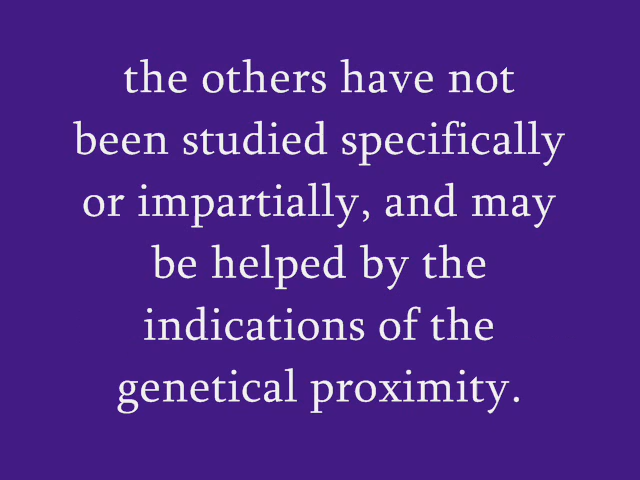 the others have not
been studied specifically
or impartially, and may
be helped by the
indications of the
genetical proximity.